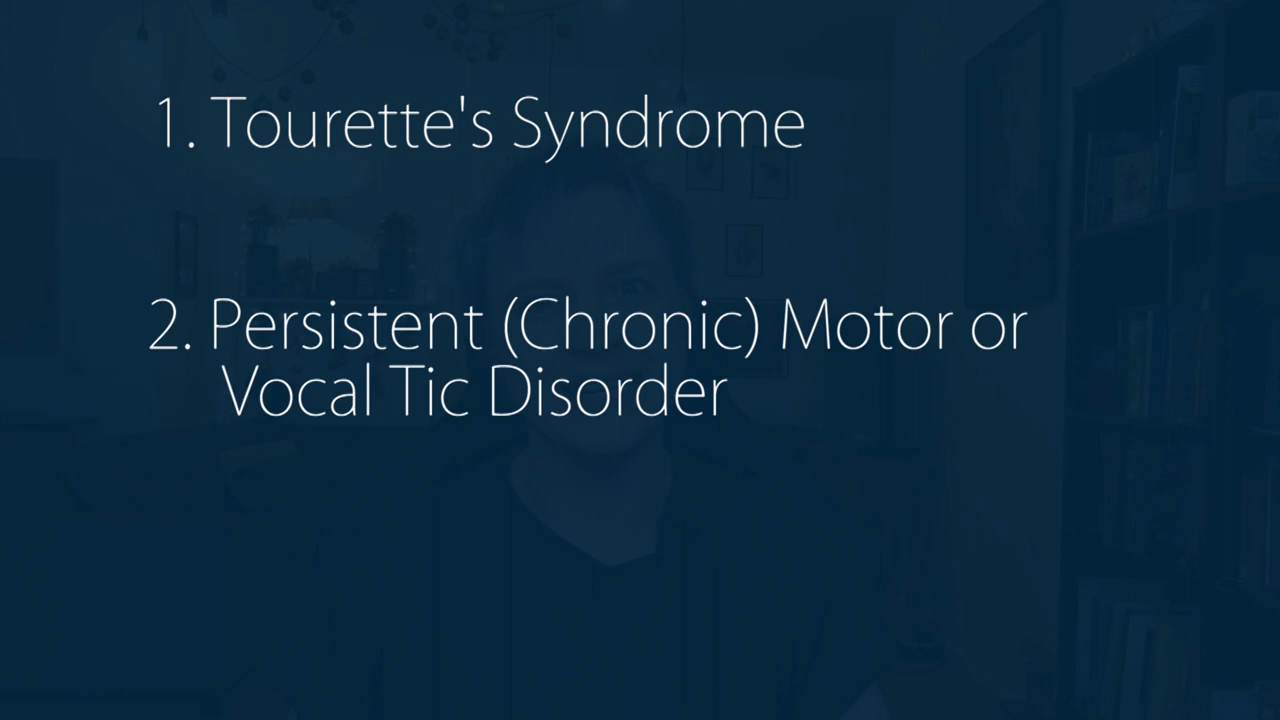 1. Tourette's Syndrome
2. Persistent (Chronic) Motor or
Vocal Tic Disorder